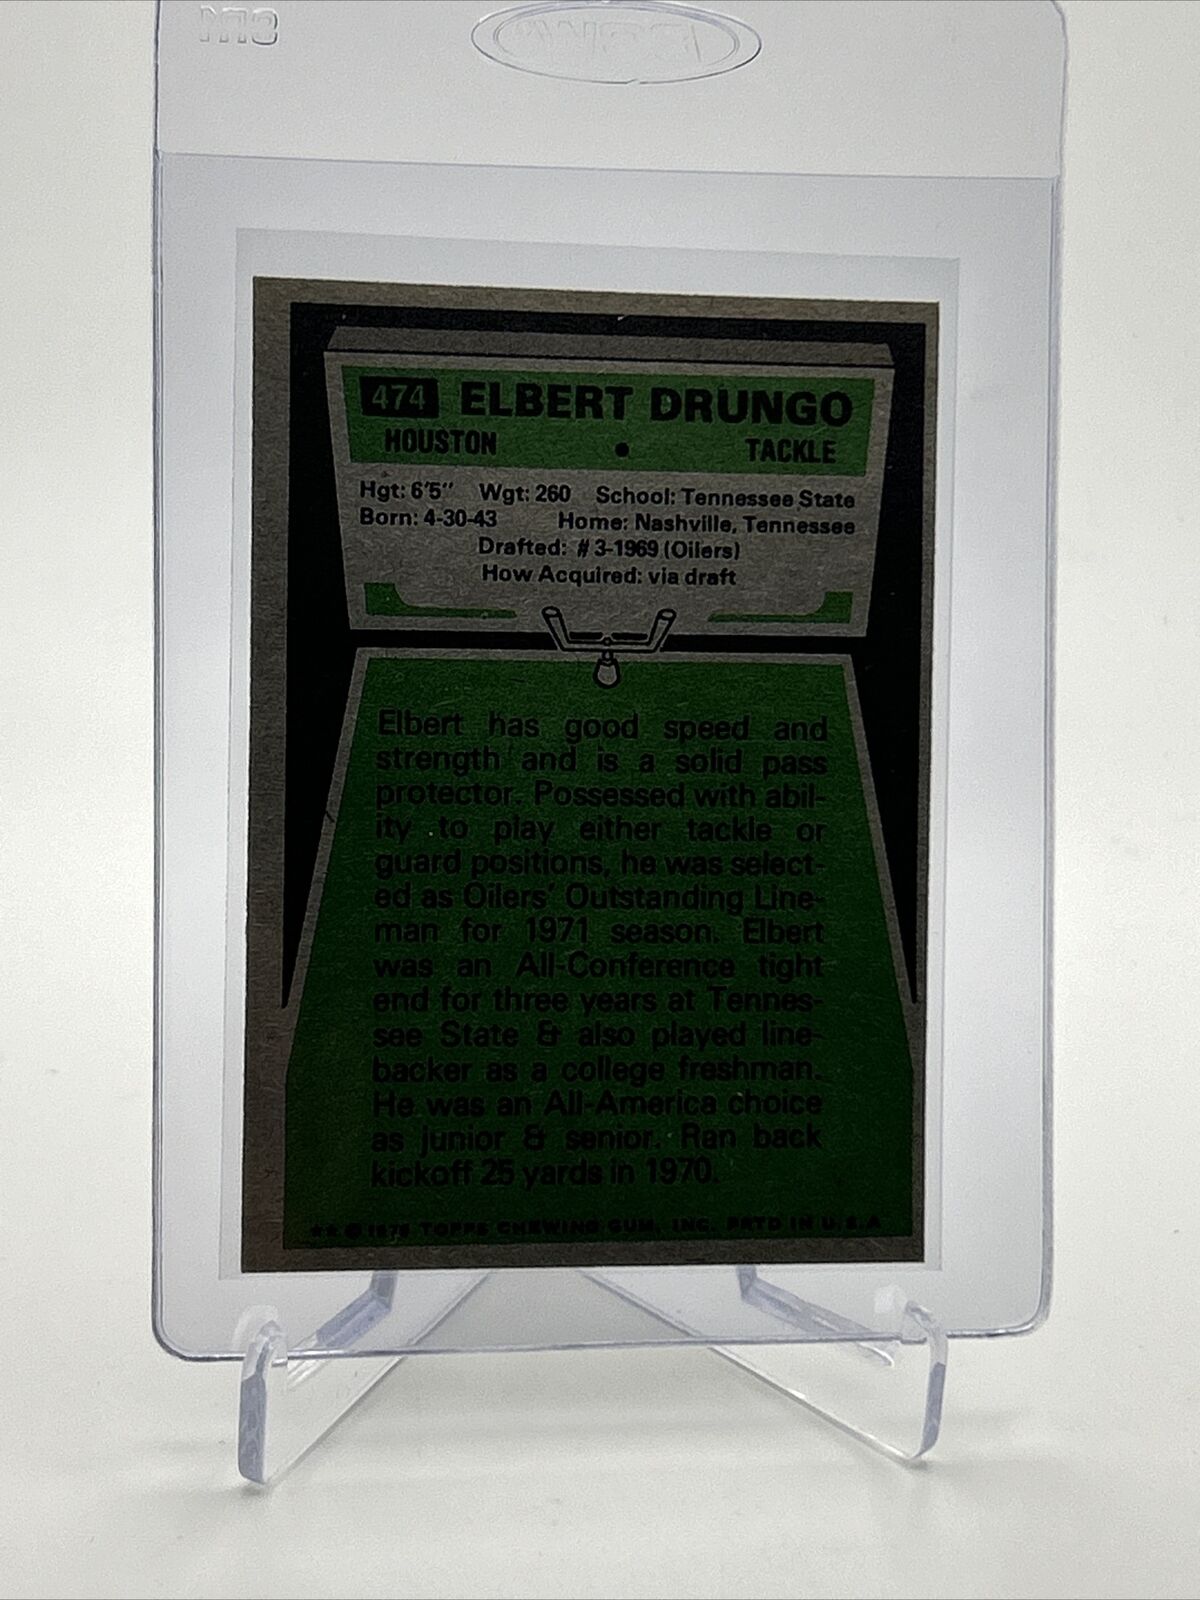 474 ELBERT DRUNGO
HOUSTON • TACKLE
Hgt: 6'5" Wgt: 260 School: Tennessee State
Born: 4-30-43 Home: Nashville, Tennessee
Drafted: #3-1969 (Oilers)
How Acquired: via draft
Elbert has good speed and
strength and is a solid pass
protector. Possessed with abil-
ity to play either tackle or
guard positions, he was select-
ed as Oilers' Outstanding Line-
man for 1971 season. Elbert
was an All-Conference tight
end for three years at Tennes-
see State & also played line-
backer as a college freshman.
He was an All-America choice
as junior & senior. Ran back
kickoff 25 yards in 1970.
★★ © 1975 TOPPS CHEWING GUM, INC. PRTD IN U.S.A